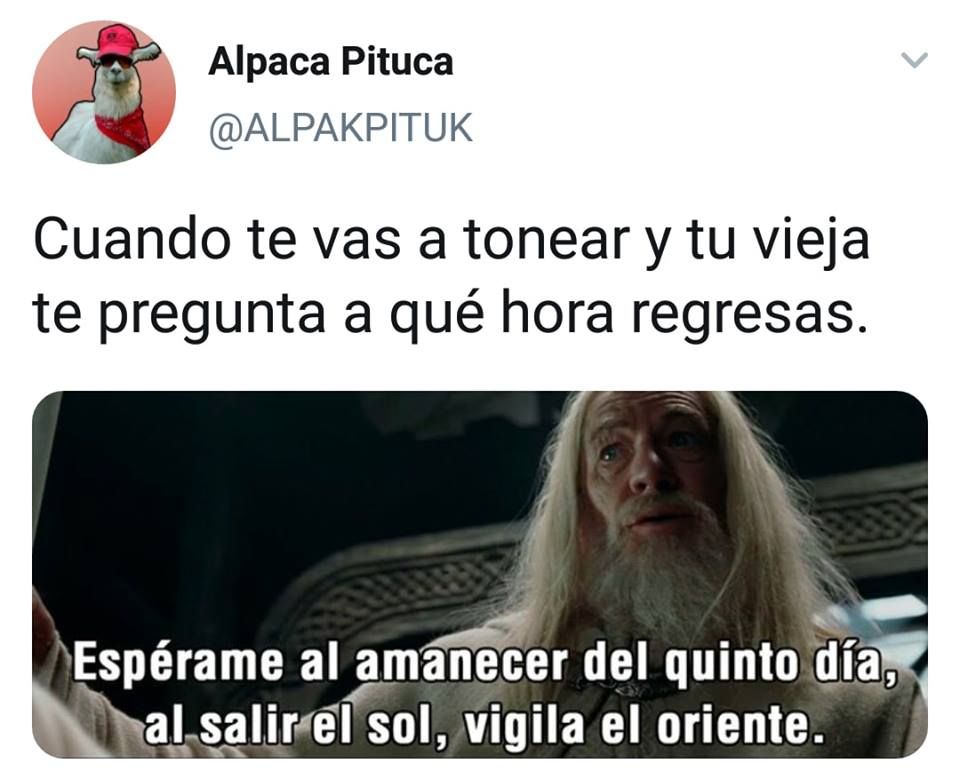 Alpaca Pituca
@ALPAKPITUK
Cuando te vas a tonear y tu vieja
te pregunta a qué hora regresas.
Espérame al amanecer del quinto día,
al salir el sol, vigila el oriente.